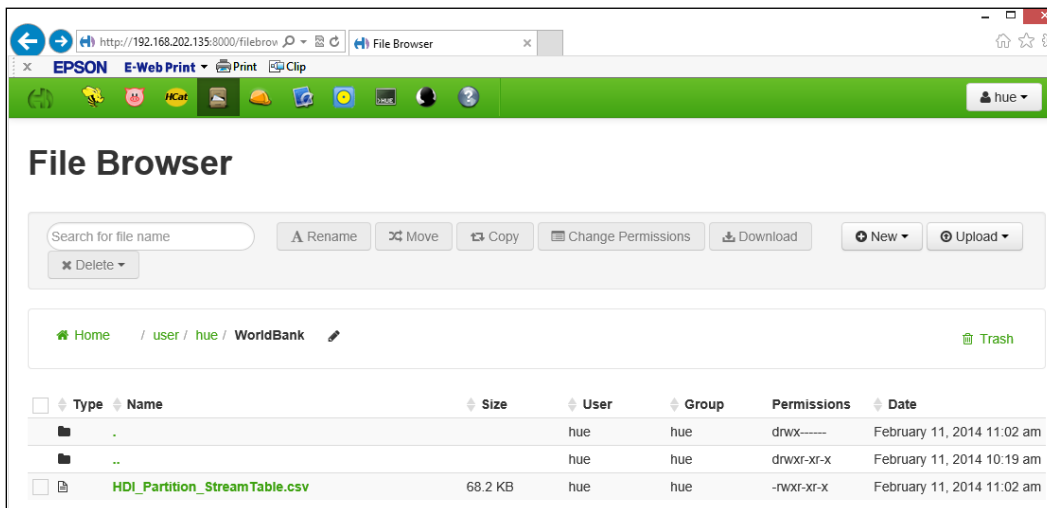 http://192.168.202.135:8000/filebrow
File Browser
x EPSON E-Web Print Print Clip
HCat
HUE
hue
File Browser
Search for file name
Rename
Move
Copy
Change Permissions
Download
New
Upload
Delete
Home / user / hue / WorldBank
Trash
Type Name Size User Group Permissions Date
. hue hue drwx------ February 11, 2014 11:02 am
.. hue hue drwxr-xr-x February 11, 2014 10:19 am
HDI_Partition_StreamTable.csv 68.2 KB hue hue -rwxr-xr-x February 11, 2014 11:02 am